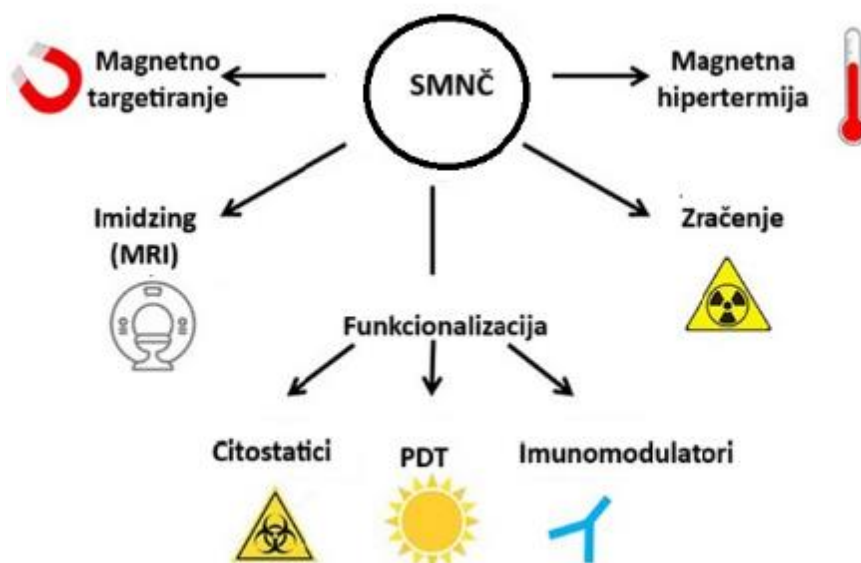 SMNČ
Magnetno
targetiranje
Magnetna
hipertermija
Imidzing
(MRI)
Zračenje
Funkcionalizacija
Citostatici
PDT
Imunomodulatori